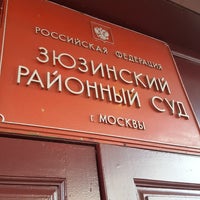 РОССИЙСКАЯ ФЕДЕРАЦИЯ
ЗЮЗИНСКИЙ
РАЙОННЫЙ СУД
Г. МОСКВЫ